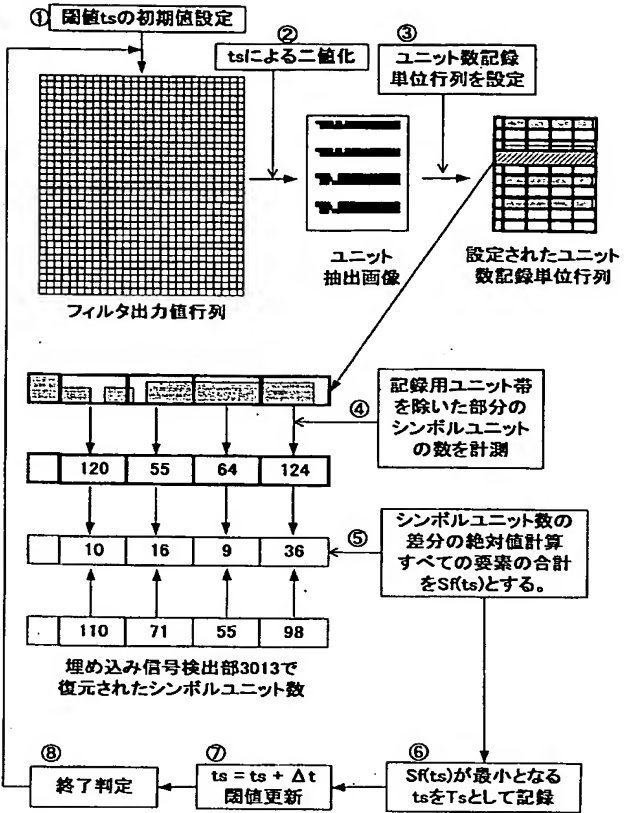 ① 閾値tsの初期値設定
②
tsによる二値化
③
ユニット数記録
単位行列を設定
フィルタ出力値行列
ユニット
抽出画像
設定されたユニット
数記録単位行列
④
記録用ユニット帯
を除いた部分の
シンボルユニット
の数を計測
120 55 64 124
⑤
シンボルユニット数の
差分の絶対値計算
すべての要素の合計
をSf(ts)とする。
10 16 9 36
110 71 55 98
埋め込み信号検出部3013で
復元されたシンボルユニット数
⑧
終了判定
⑦
ts = ts + Δt
閾値更新
⑥
Sf(ts)が最小となる
tsをTsとして記録